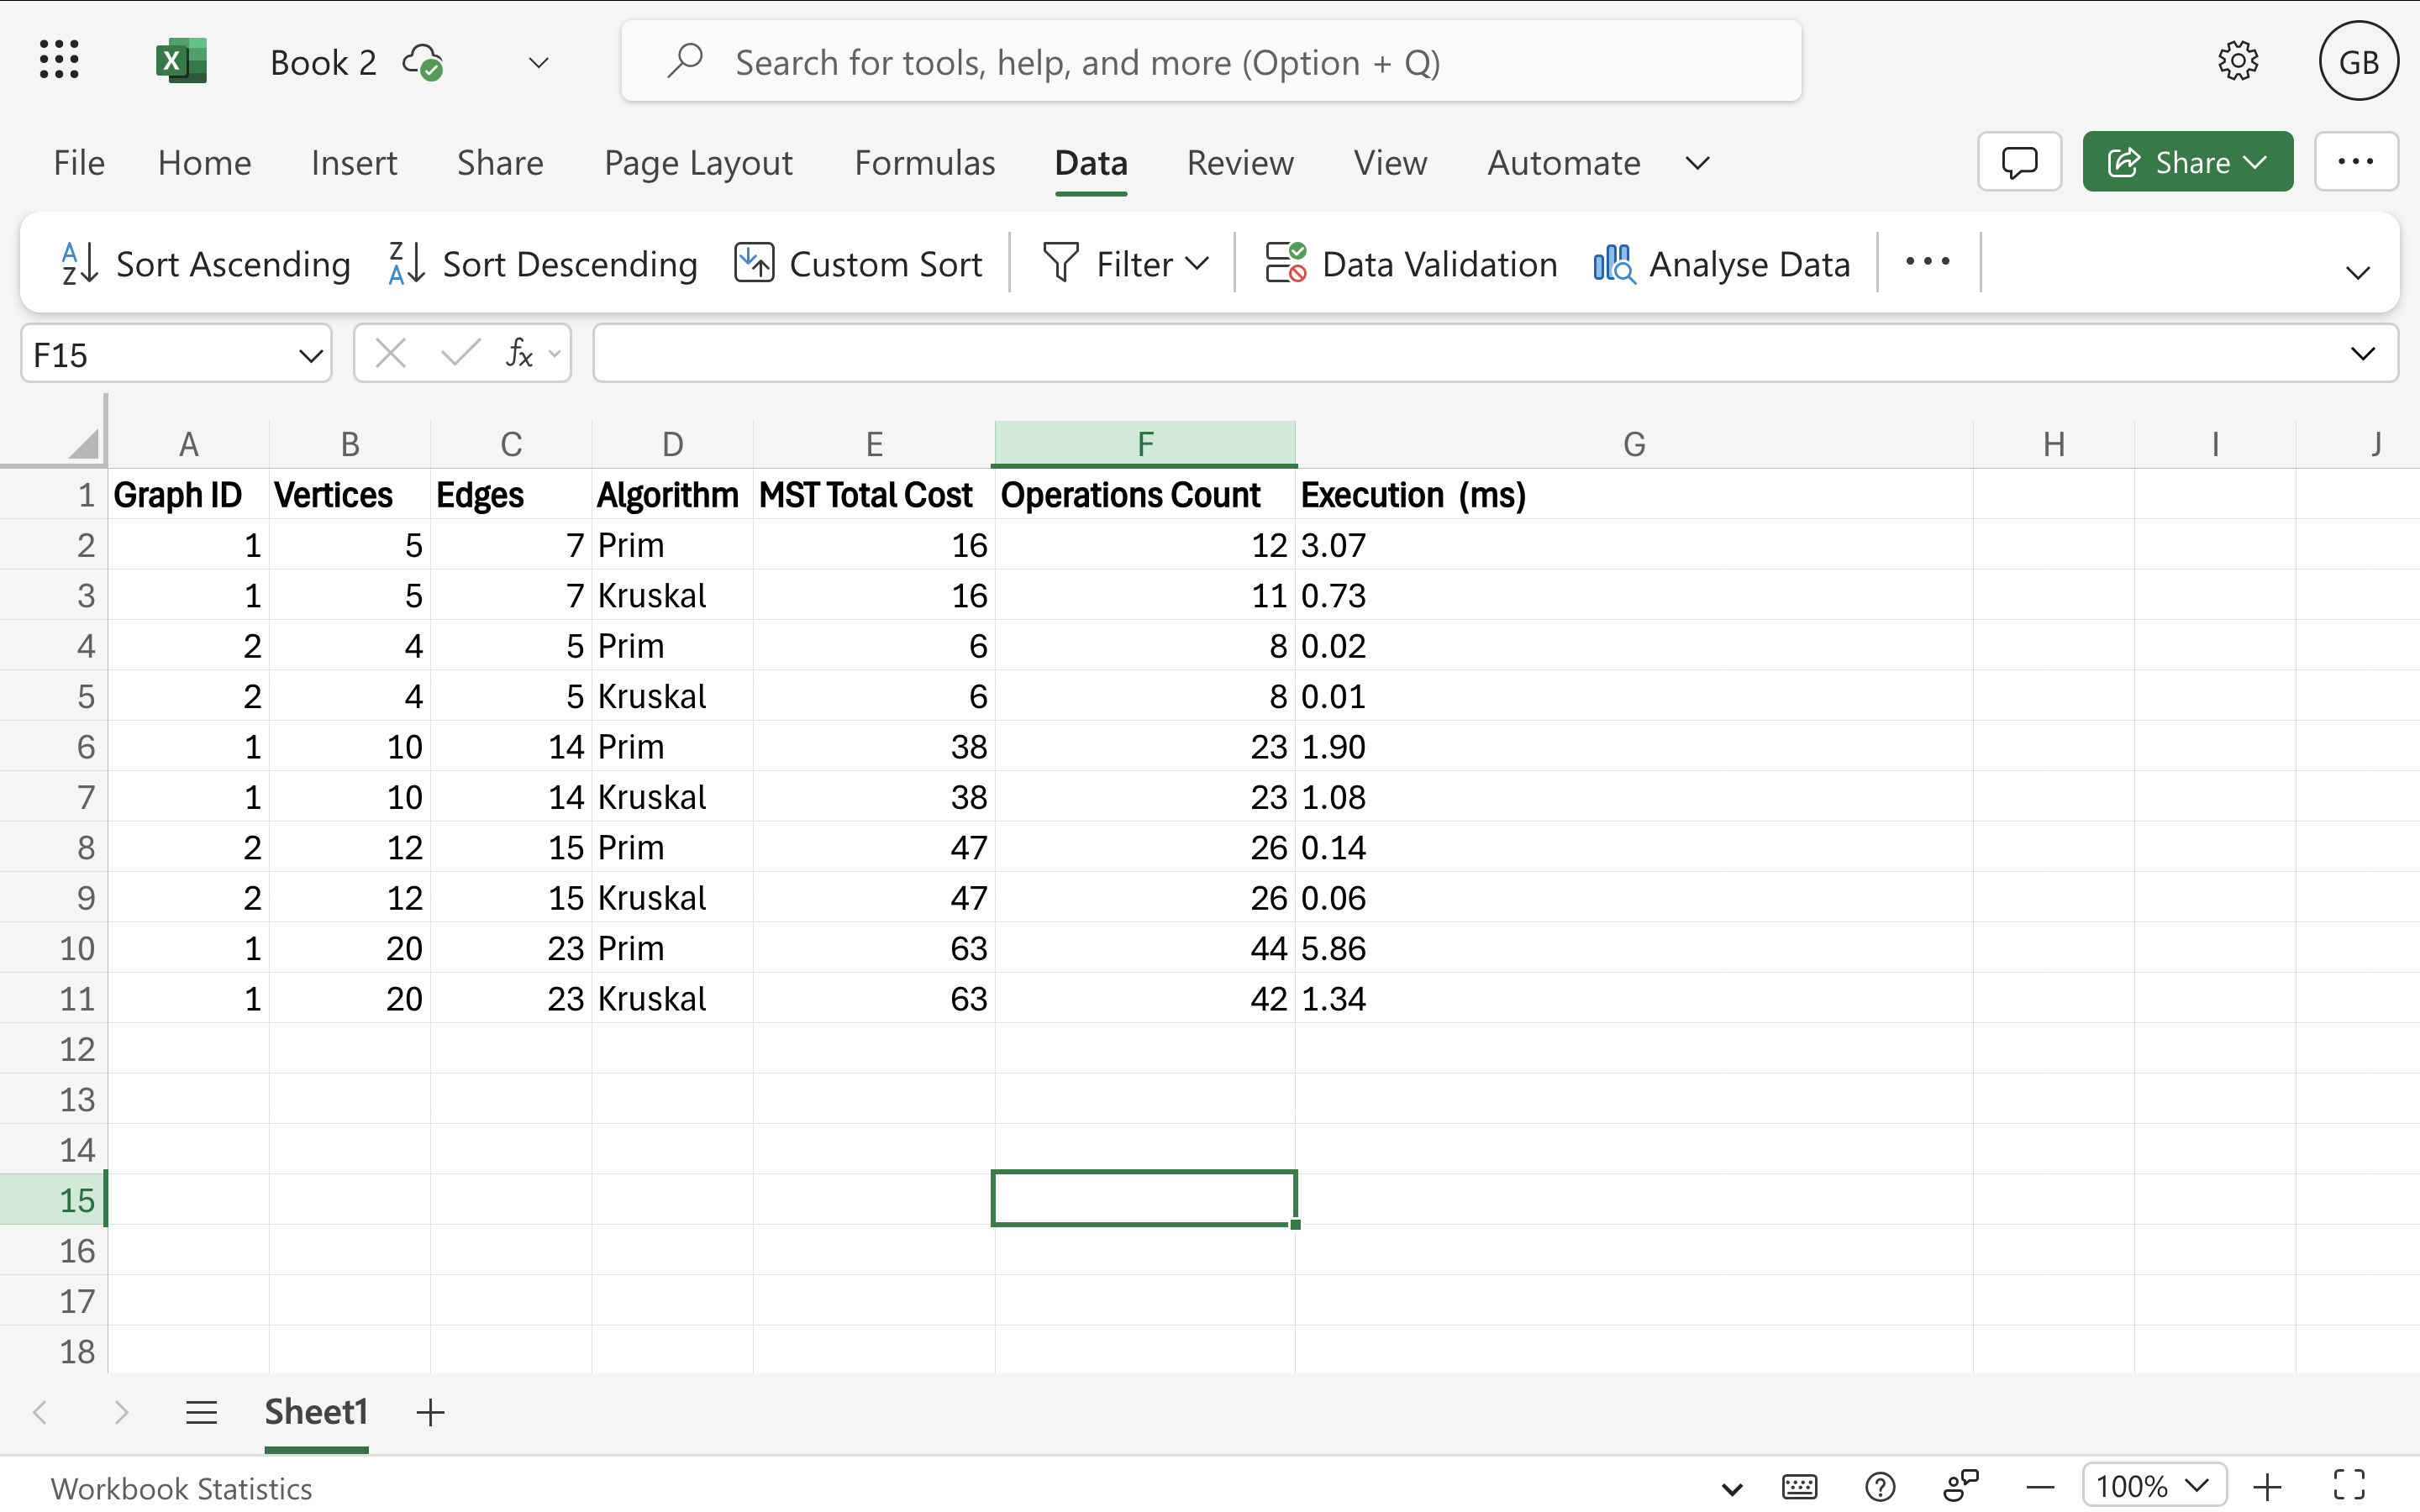 X Book 2 Search for tools, help, and more (Option + Q) GB
File Home Insert Share Page Layout Formulas Data Review View Automate Share
Sort Ascending Sort Descending Custom Sort Filter Data Validation Analyse Data
F15 fx
A B C D E F G H I J
1 Graph ID Vertices Edges Algorithm MST Total Cost Operations Count Execution (ms)
2 1 5 7 Prim 16 12 3.07
3 1 5 7 Kruskal 16 11 0.73
4 2 4 5 Prim 6 8 0.02
5 2 4 5 Kruskal 6 8 0.01
6 1 10 14 Prim 38 23 1.90
7 1 10 14 Kruskal 38 23 1.08
8 2 12 15 Prim 47 26 0.14
9 2 12 15 Kruskal 47 26 0.06
10 1 20 23 Prim 63 44 5.86
11 1 20 23 Kruskal 63 42 1.34
12
13
14
15
16
17
18
Sheet1
Workbook Statistics 100%